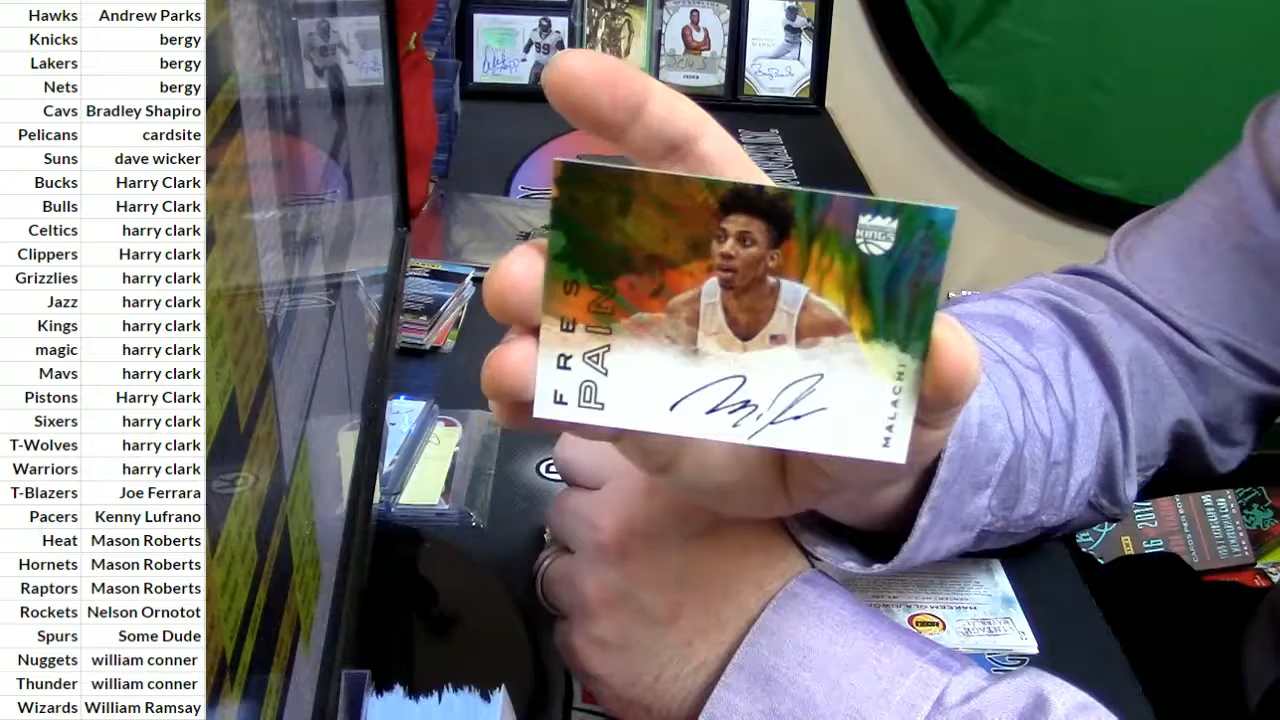 Hawks Andrew Parks
Knicks bergy
Lakers bergy
Nets bergy
Cavs Bradley Shapiro
Pelicans cardsite
Suns dave wicker
Bucks Harry Clark
Bulls Harry Clark
Celtics harry clark
Clippers Harry Clark
Grizzlies harry clark
Jazz harry clark
Kings harry clark
magic harry clark
Mavs harry clark
Pistons Harry Clark
Sixers harry clark
T-Wolves harry clark
Warriors harry clark
T-Blazers Joe Ferrara
Pacers Kenny Lufrano
Heat Mason Roberts
Hornets Mason Roberts
Raptors Mason Roberts
Rockets Nelson Ornotot
Spurs Some Dude
Nuggets william conner
Thunder william conner
Wizards William Ramsay
KINGS
FRES
PAIN
MALACHI
99